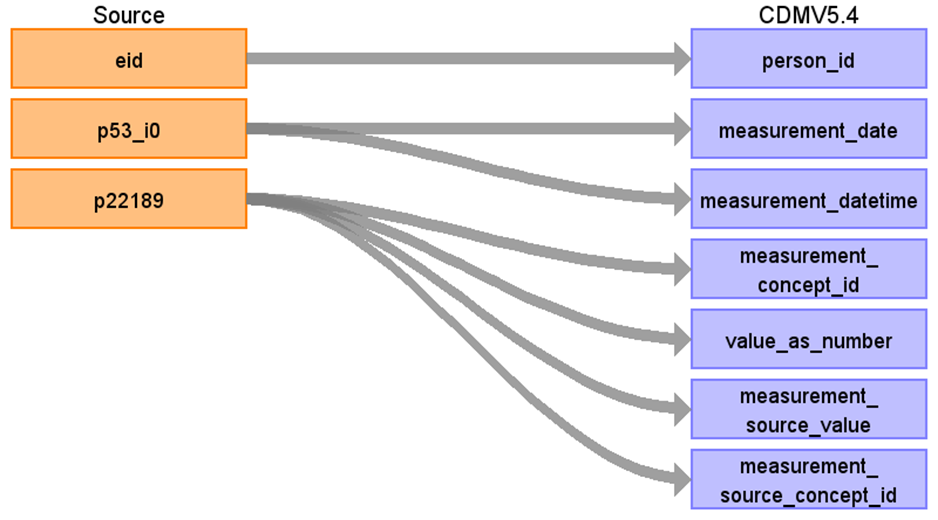 Source
CDMV5.4
eid
person_id
p53_i0
measurement_date
p22189
measurement_datetime
measurement_
concept_id
value_as_number
measurement_
source_value
measurement_
source_concept_id